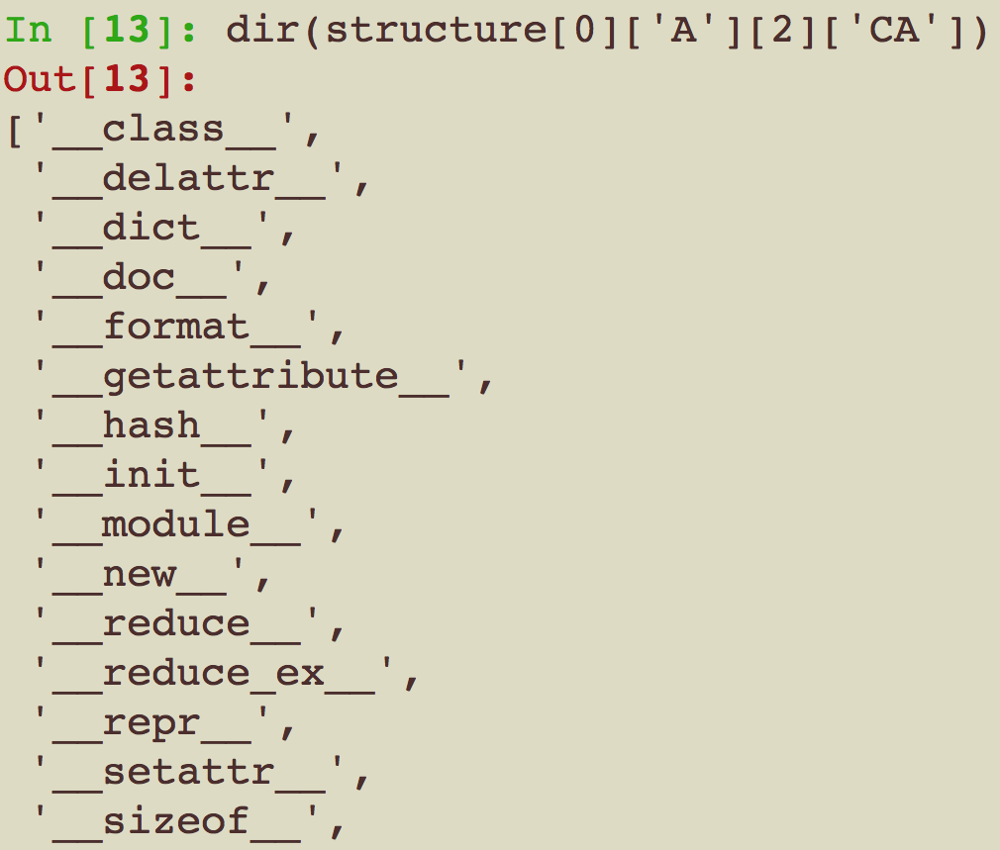 In [13]: dir(structure[0]['A'][2]['CA'])
Out[13]:
['__class__',
'__delattr__',
'__dict__',
'__doc__',
'__format__',
'__getattribute__',
'__hash__',
'__init__',
'__module__',
'__new__',
'__reduce__',
'__reduce_ex__',
'__repr__',
'__setattr__',
'__sizeof__',